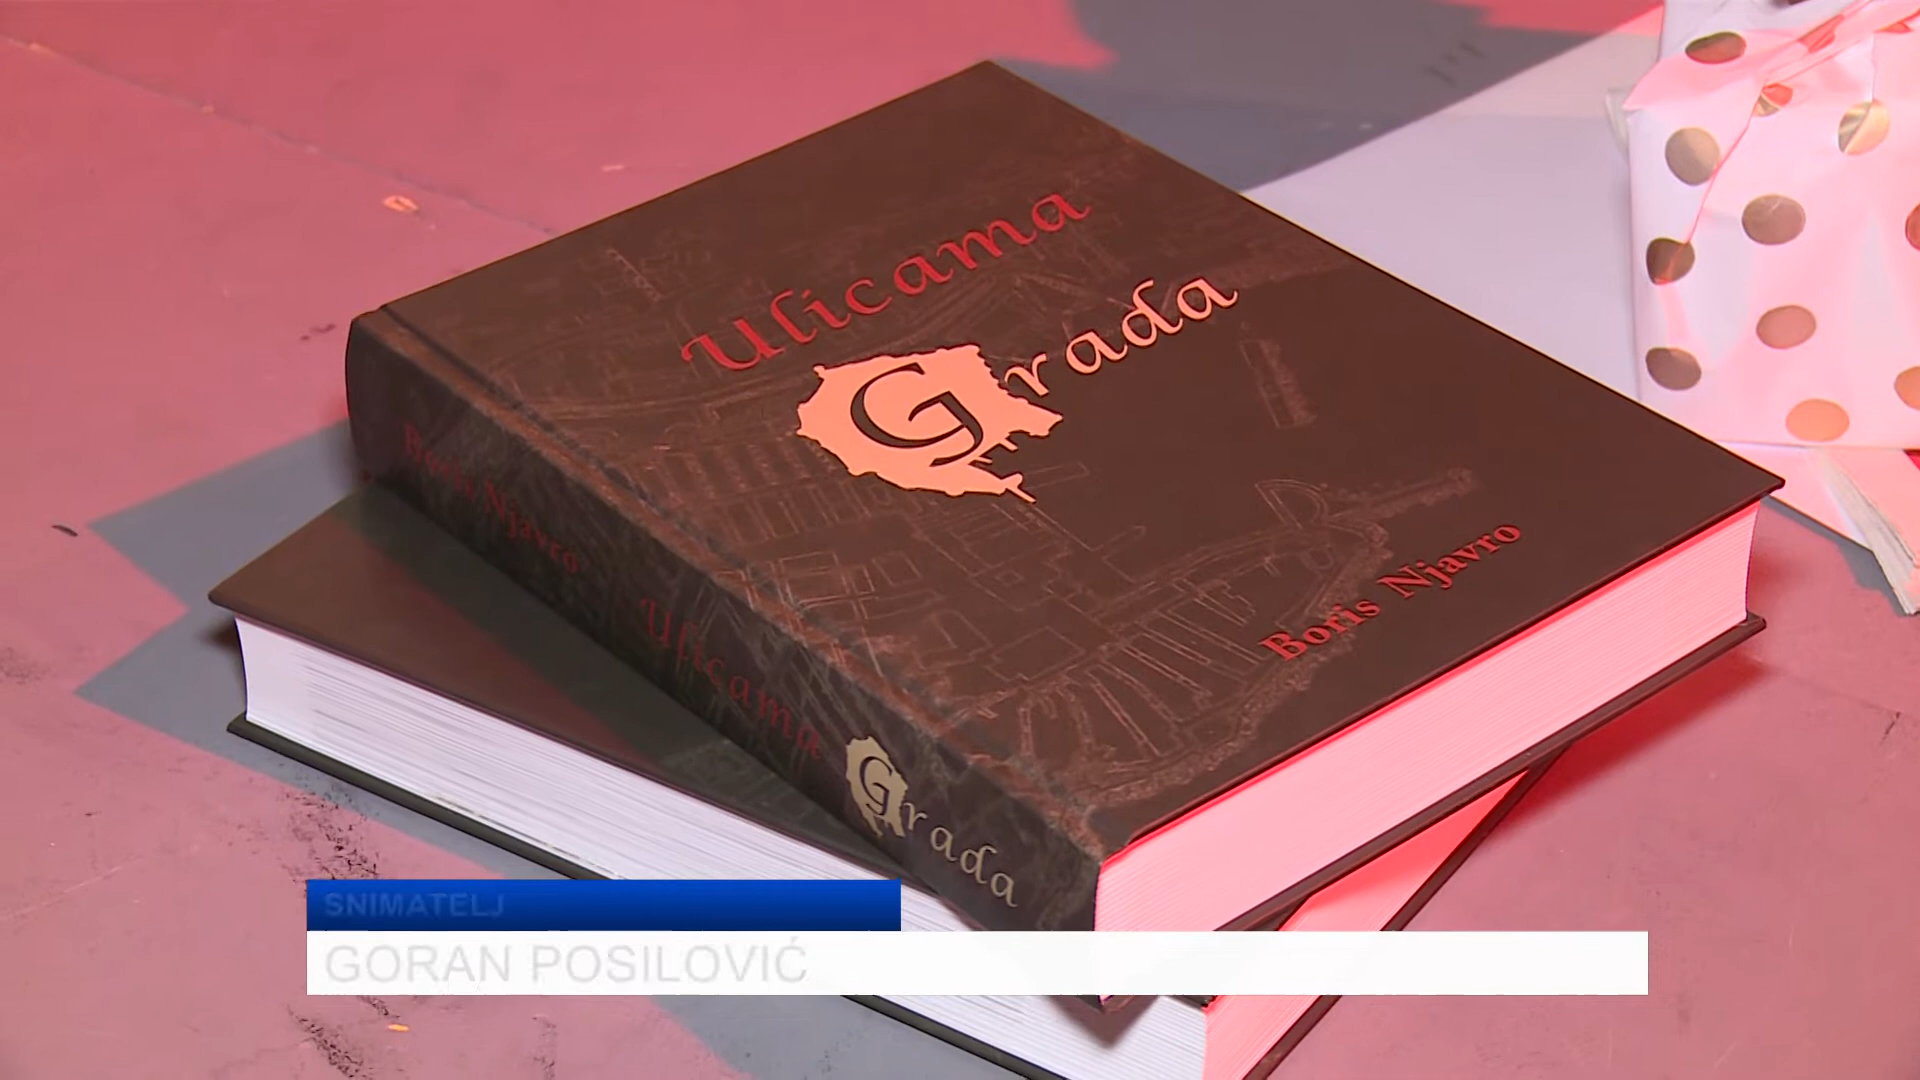 Ulicama
Grada
Boris Njavro
Boris Njavro Ulicama Grada
SNIMATELJ
GORAN POSILOVIĆ